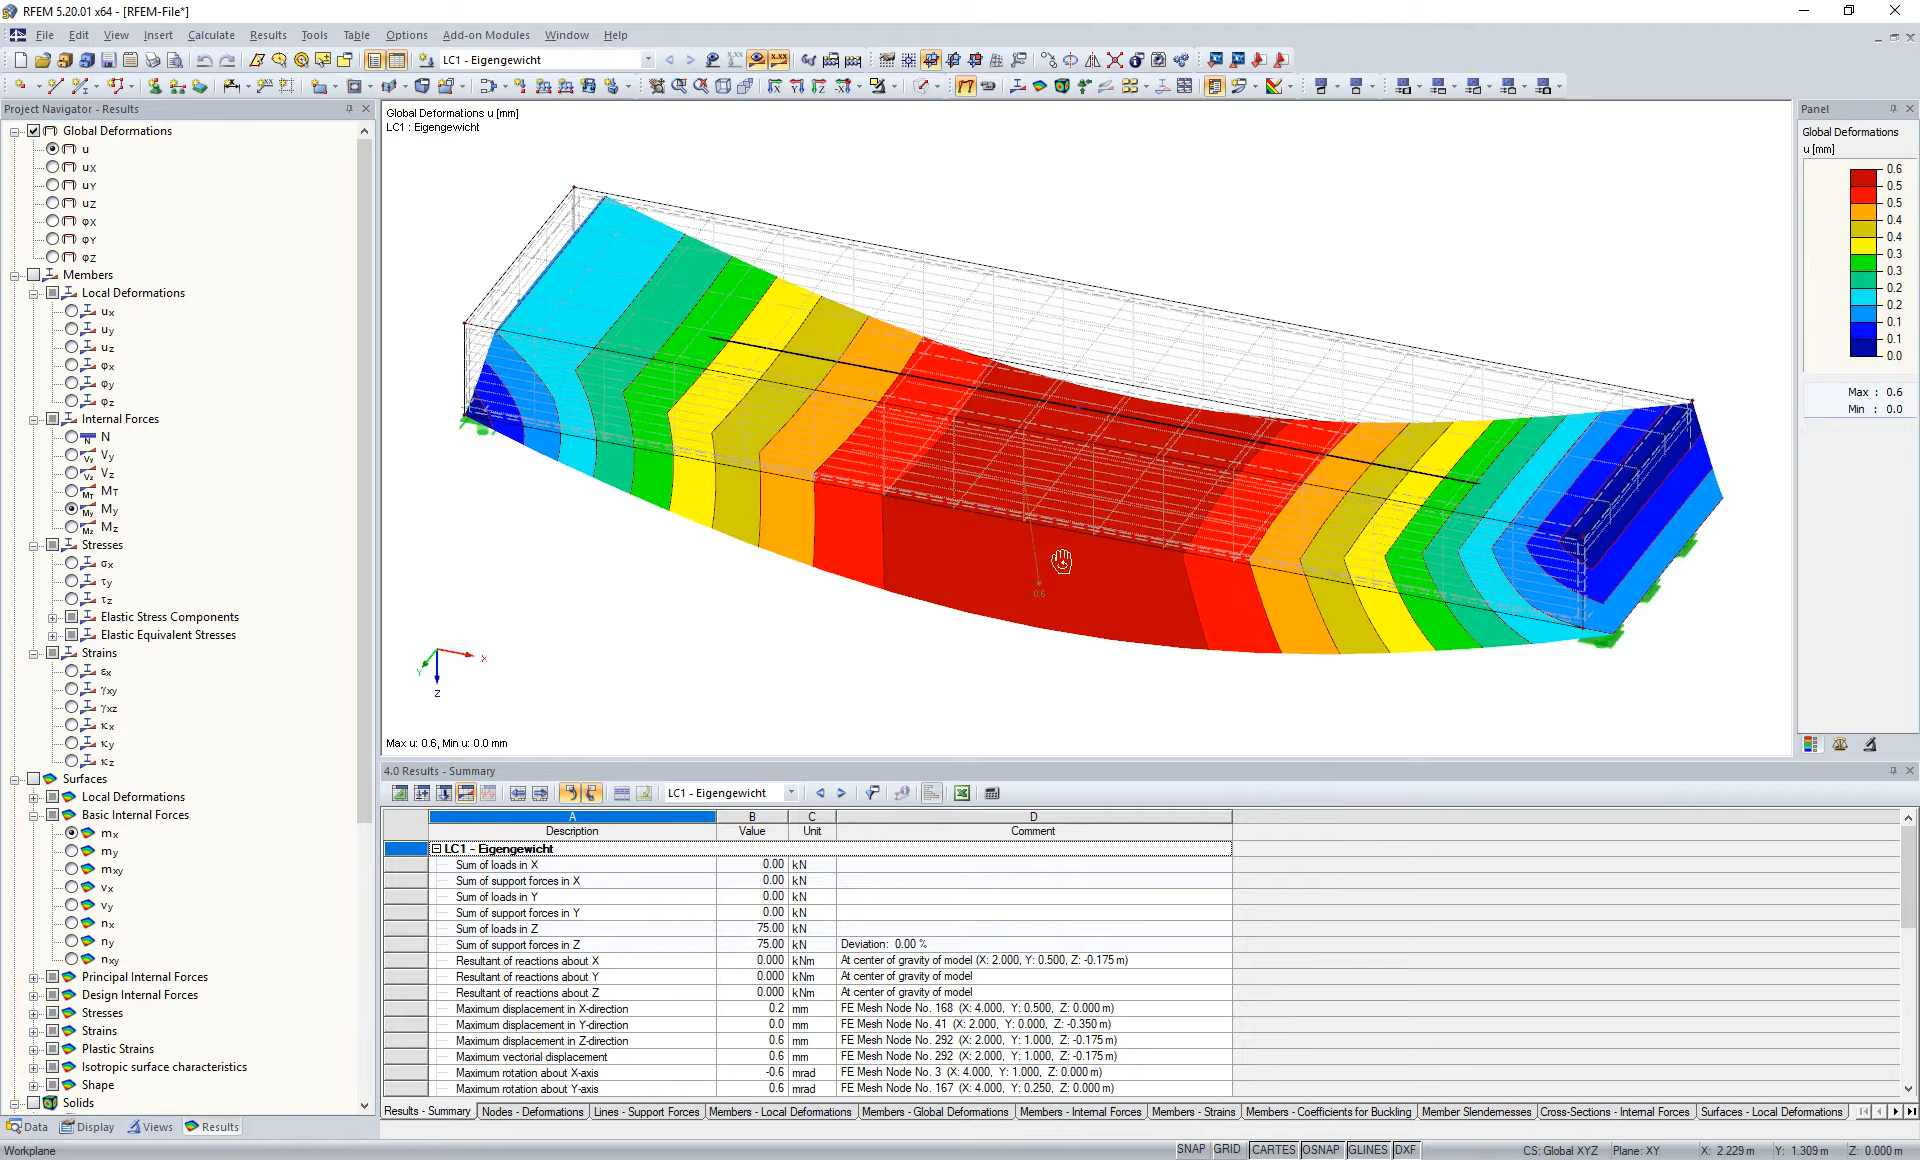 RFEM 5.20.01 x64 - [RFEM-File*]
File Edit View Insert Calculate Results Tools Table Options Add-on Modules Window Help
LC1 - Eigengewicht
Project Navigator - Results
Global Deformations
u
uX
uY
uZ
φX
φY
φZ
Members
Local Deformations
ux
uy
uz
φx
φy
φz
Internal Forces
N
Vy
Vz
MT
My
Mz
Stresses
σx
τy
τz
Elastic Stress Components
Elastic Equivalent Stresses
Strains
εx
γxy
γxz
κx
κy
κz
Surfaces
Local Deformations
Basic Internal Forces
mx
my
mxy
vx
vy
nx
ny
nxy
Principal Internal Forces
Design Internal Forces
Stresses
Strains
Plastic Strains
Isotropic surface characteristics
Shape
Solids
Data Display Views Results
Global Deformations u [mm]
LC1 : Eigengewicht
0.6
X
Y
Z
Max u: 0.6, Min u: 0.0 mm
Panel
Global Deformations
u [mm]
0.6
0.5
0.5
0.4
0.4
0.3
0.3
0.2
0.2
0.1
0.1
0.0
Max : 0.6
Min : 0.0
4.0 Results - Summary
LC1 - Eigengewicht
A B C D
Description Value Unit Comment
LC1 - Eigengewicht
Sum of loads in X 0.00 kN
Sum of support forces in X 0.00 kN
Sum of loads in Y 0.00 kN
Sum of support forces in Y 0.00 kN
Sum of loads in Z 75.00 kN
Sum of support forces in Z 75.00 kN Deviation: 0.00 %
Resultant of reactions about X 0.000 kNm At center of gravity of model (X: 2.000, Y: 0.500, Z: -0.175 m)
Resultant of reactions about Y 0.000 kNm At center of gravity of model
Resultant of reactions about Z 0.000 kNm At center of gravity of model
Maximum displacement in X-direction 0.2 mm FE Mesh Node No. 168 (X: 4.000, Y: 0.500, Z: 0.000 m)
Maximum displacement in Y-direction 0.0 mm FE Mesh Node No. 41 (X: 2.000, Y: 0.000, Z: -0.350 m)
Maximum displacement in Z-direction 0.6 mm FE Mesh Node No. 292 (X: 2.000, Y: 1.000, Z: -0.175 m)
Maximum vectorial displacement 0.6 mm FE Mesh Node No. 292 (X: 2.000, Y: 1.000, Z: -0.175 m)
Maximum rotation about X-axis -0.6 mrad FE Mesh Node No. 3 (X: 4.000, Y: 1.000, Z: 0.000 m)
Maximum rotation about Y-axis 0.6 mrad FE Mesh Node No. 167 (X: 4.000, Y: 0.250, Z: 0.000 m)
Results - Summary Nodes - Deformations Lines - Support Forces Members - Local Deformations Members - Global Deformations Members - Internal Forces Members - Strains Members - Coefficients for Buckling Member Slendernesses Cross-Sections - Internal Forces Surfaces - Local Deformations
Workplane SNAP GRID CARTES OSNAP GLINES DXF CS: Global XYZ Plane: XY X: 2.229 m Y: 1.309 m Z: 0.000 m